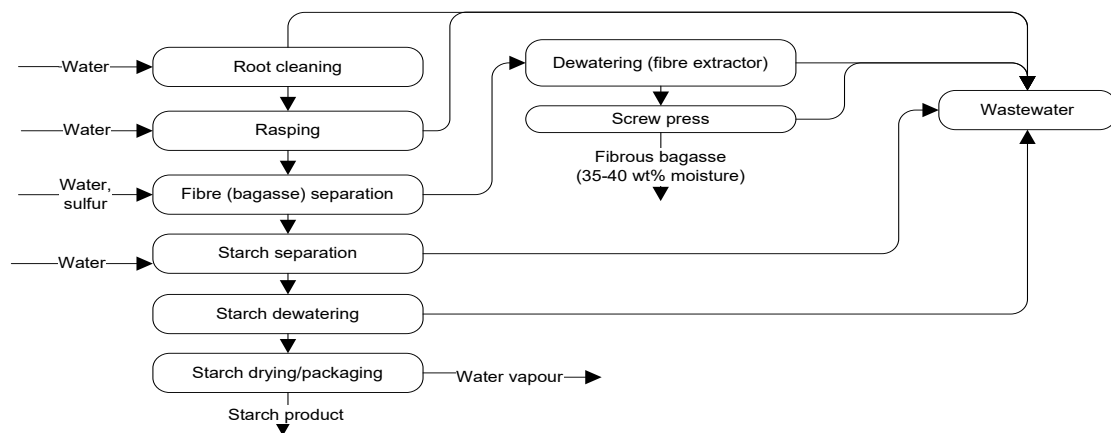 Water
Root cleaning
Dewatering (fibre extractor)
Wastewater
Water
Rasping
Screw press
Fibrous bagasse
(35-40 wt% moisture)
Water,
sulfur
Fibre (bagasse) separation
Water
Starch separation
Starch dewatering
Starch drying/packaging
Water vapour
Starch product